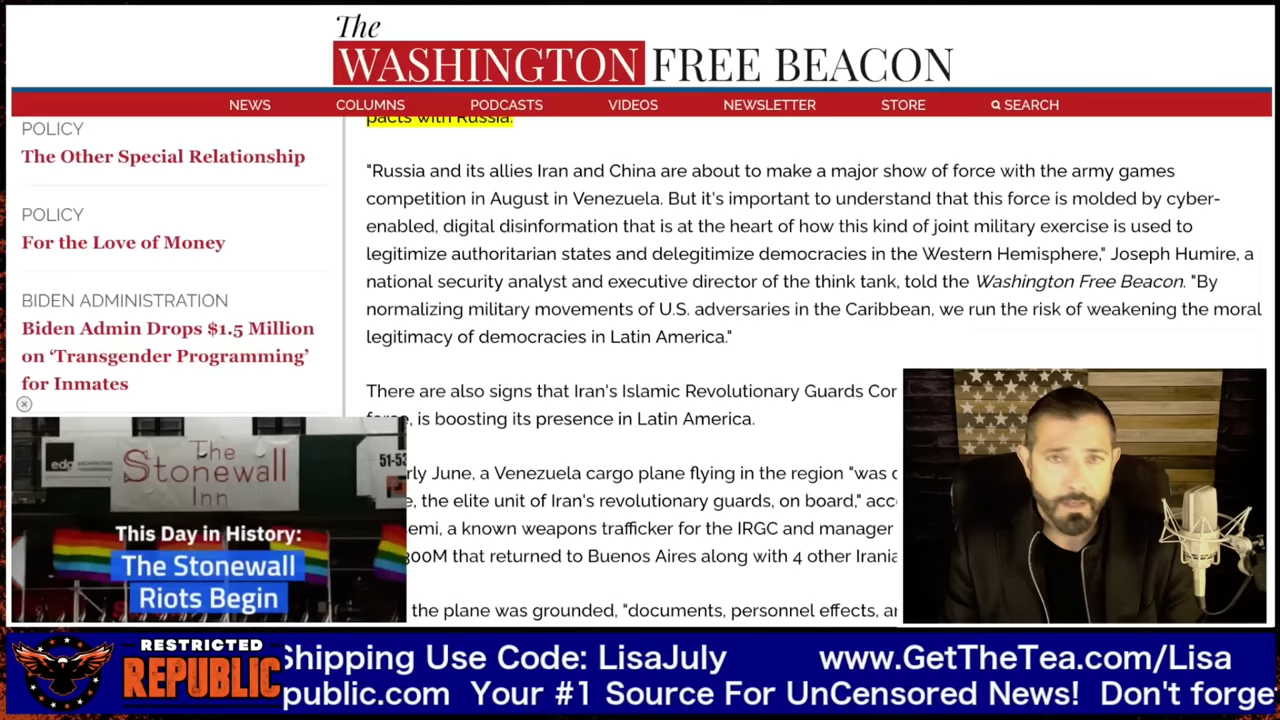 The
WASHINGTON FREE BEACON
NEWS COLUMNS PODCASTS VIDEOS NEWSLETTER STORE SEARCH
POLICY
The Other Special Relationship
POLICY
For the Love of Money
BIDEN ADMINISTRATION
Biden Admin Drops $1.5 Million
on ‘Transgender Programming’
for Inmates
pacts with Russia.
"Russia and its allies Iran and China are about to make a major show of force with the army games
competition in August in Venezuela. But it's important to understand that this force is molded by cyber-
enabled, digital disinformation that is at the heart of how this kind of joint military exercise is used to
legitimize authoritarian states and delegitimize democracies in the Western Hemisphere," Joseph Humire, a
national security analyst and executive director of the think tank, told the Washington Free Beacon. "By
normalizing military movements of U.S. adversaries in the Caribbean, we run the risk of weakening the moral
legitimacy of democracies in Latin America."
There are also signs that Iran's Islamic Revolutionary Guards Cor
, is boosting its presence in Latin America.
rly June, a Venezuela cargo plane flying in the region "was
e, the elite unit of Iran's revolutionary guards, on board," acc
emi, a known weapons trafficker for the IRGC and manager
300M that returned to Buenos Aires along with 4 other Irania
the plane was grounded, "documents, personnel effects, a
edg
The
Stonewall
Inn
51-53
This Day in History:
The Stonewall
Riots Begin
RESTRICTED
REPUBLIC
Shipping Use Code: LisaJuly www.GetTheTea.com/Lisa
public.com Your #1 Source For UnCensored News! Don't forge